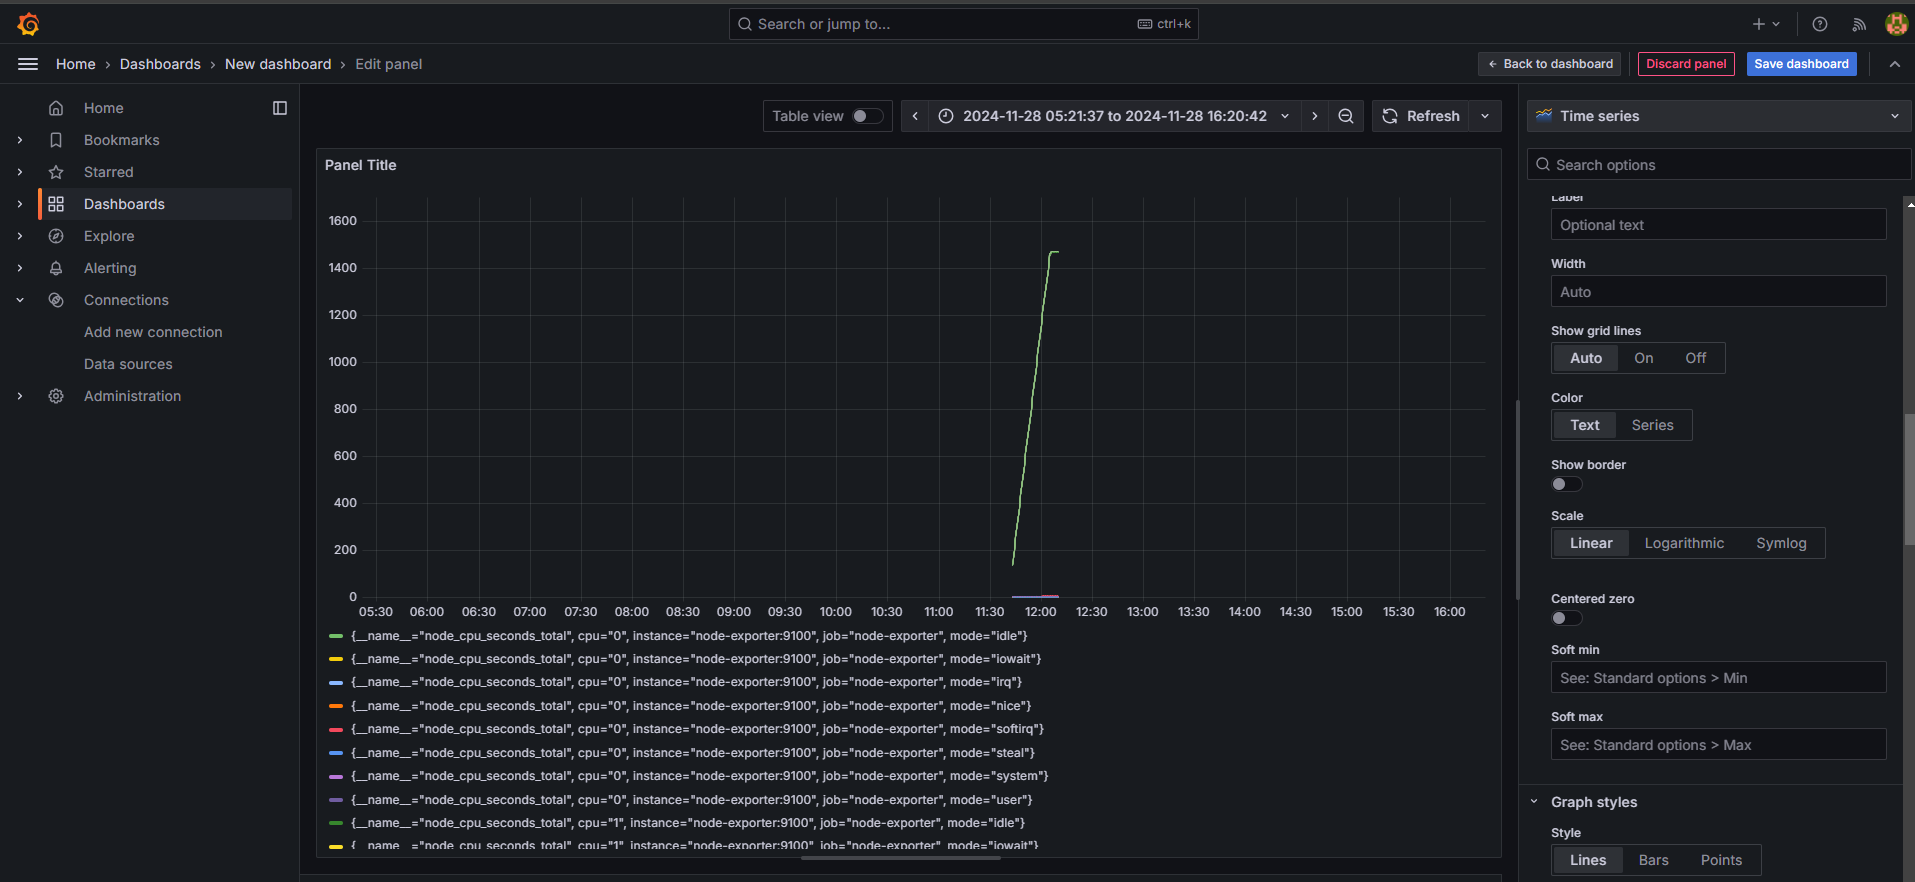 Search or jump to...
ctrl+k
Home › Dashboards › New dashboard › Edit panel
Back to dashboard
Discard panel
Save dashboard
Home
Bookmarks
Starred
Dashboards
Explore
Alerting
Connections
Add new connection
Data sources
Administration
Table view
2024-11-28 05:21:37 to 2024-11-28 16:20:42
Refresh
Panel Title
1600
1400
1200
1000
800
600
400
200
0
05:30 06:00 06:30 07:00 07:30 08:00 08:30 09:00 09:30 10:00 10:30 11:00 11:30 12:00 12:30 13:00 13:30 14:00 14:30 15:00 15:30 16:00
{__name__="node_cpu_seconds_total", cpu="0", instance="node-exporter:9100", job="node-exporter", mode="idle"}
{__name__="node_cpu_seconds_total", cpu="0", instance="node-exporter:9100", job="node-exporter", mode="iowait"}
{__name__="node_cpu_seconds_total", cpu="0", instance="node-exporter:9100", job="node-exporter", mode="irq"}
{__name__="node_cpu_seconds_total", cpu="0", instance="node-exporter:9100", job="node-exporter", mode="nice"}
{__name__="node_cpu_seconds_total", cpu="0", instance="node-exporter:9100", job="node-exporter", mode="softirq"}
{__name__="node_cpu_seconds_total", cpu="0", instance="node-exporter:9100", job="node-exporter", mode="steal"}
{__name__="node_cpu_seconds_total", cpu="0", instance="node-exporter:9100", job="node-exporter", mode="system"}
{__name__="node_cpu_seconds_total", cpu="0", instance="node-exporter:9100", job="node-exporter", mode="user"}
{__name__="node_cpu_seconds_total", cpu="1", instance="node-exporter:9100", job="node-exporter", mode="idle"}
{__name__="node_cpu_seconds_total", cpu="1", instance="node-exporter:9100", job="node-exporter", mode="iowait"}
Time series
Search options
Label
Optional text
Width
Auto
Show grid lines
Auto On Off
Color
Text Series
Show border
Scale
Linear Logarithmic Symlog
Centered zero
Soft min
See: Standard options > Min
Soft max
See: Standard options > Max
Graph styles
Style
Lines Bars Points